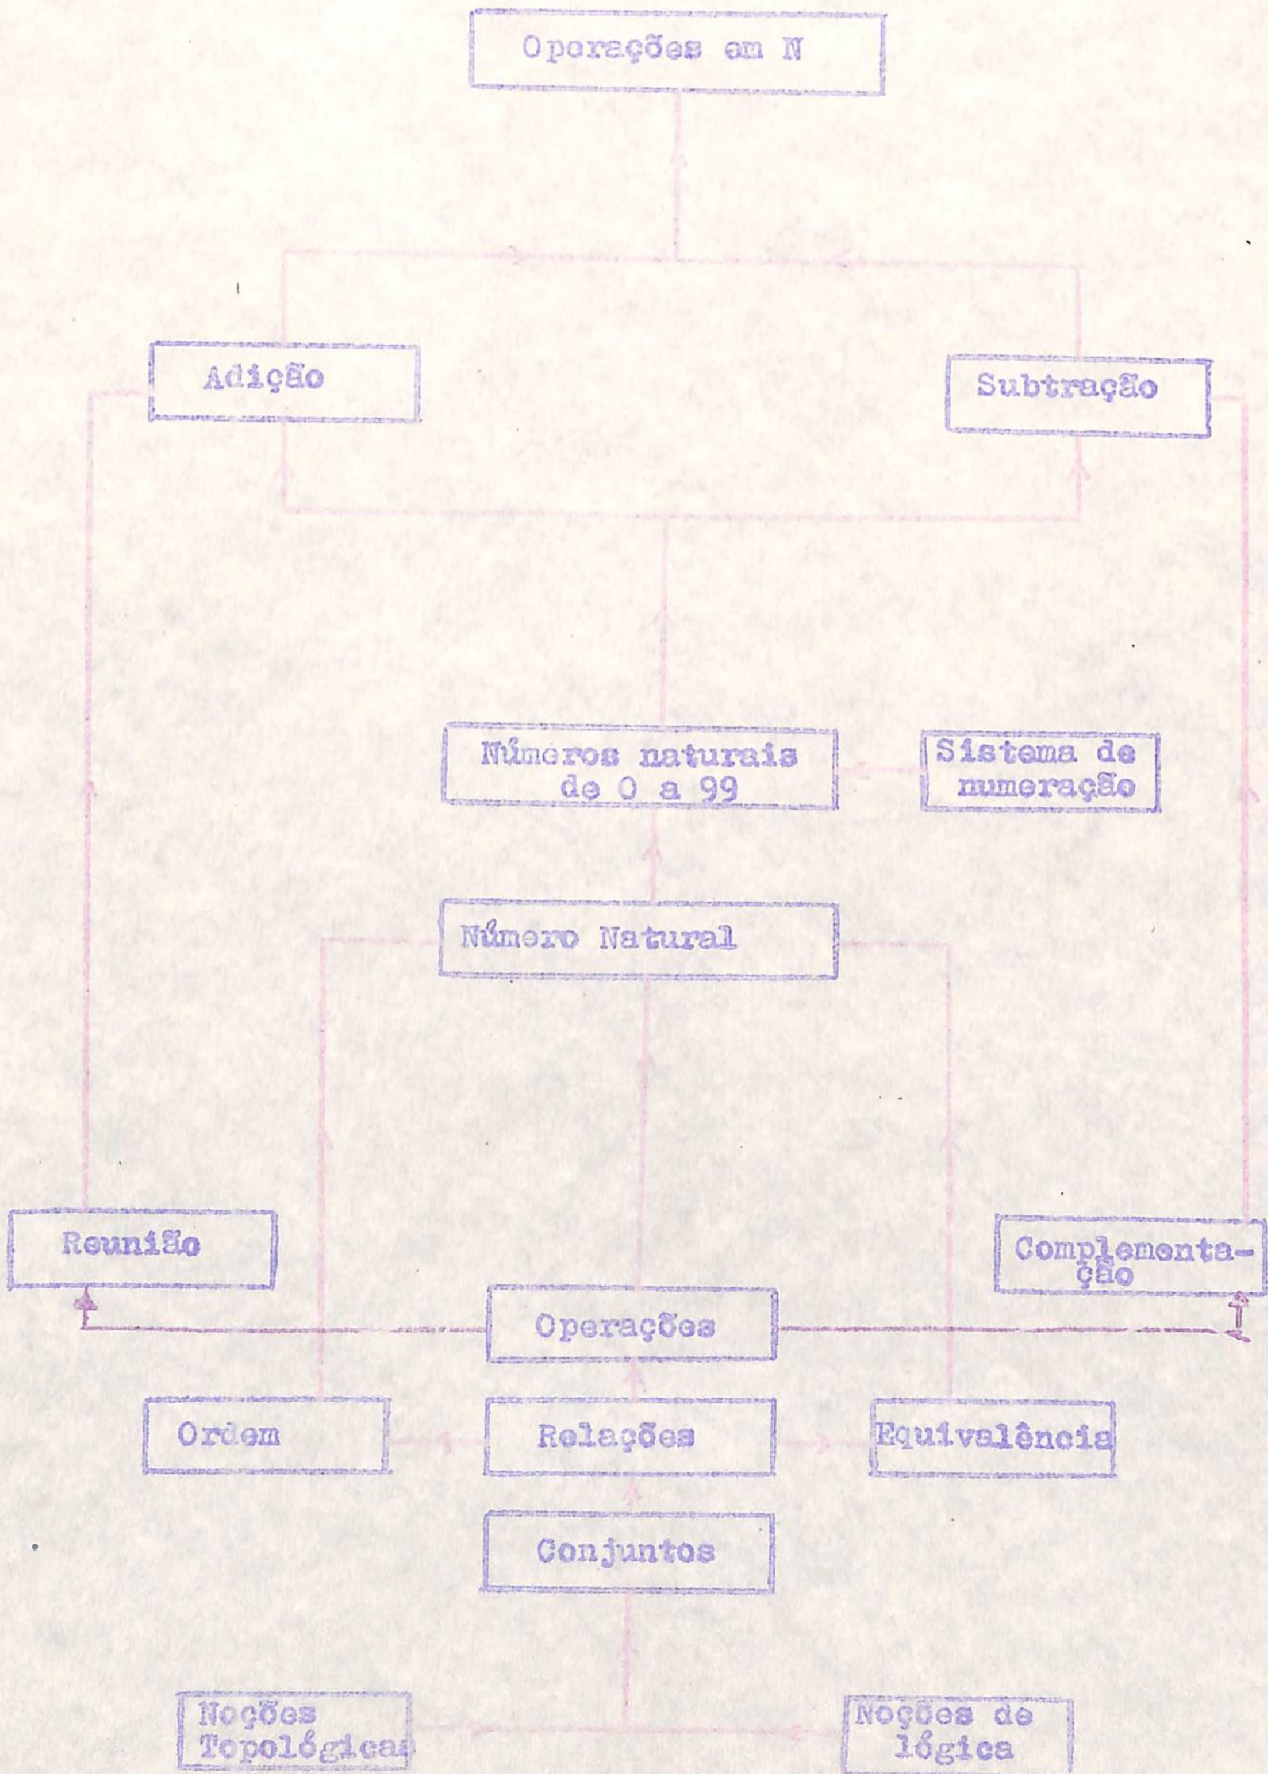 Operações em N
Adição
Subtração
Números naturais
de 0 a 99
Sistema de
numeração
Número Natural
Reunião
Complementa-
ção
Operações
Ordem
Relações
Equivalência
Conjuntos
Noções
Topológicas
Noções de
lógica